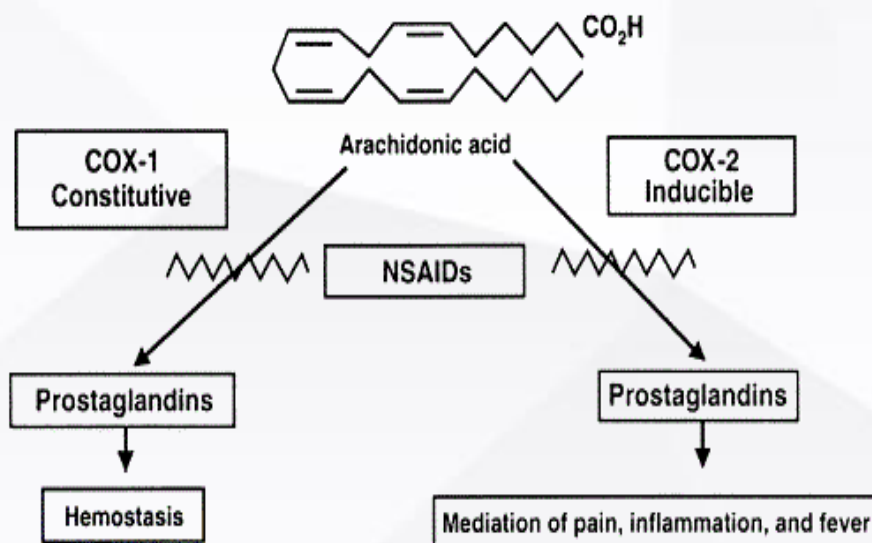 CO₂H
Arachidonic acid
COX-1
Constitutive
COX-2
Inducible
NSAIDs
Prostaglandins
Prostaglandins
Hemostasis
Mediation of pain, inflammation, and fever